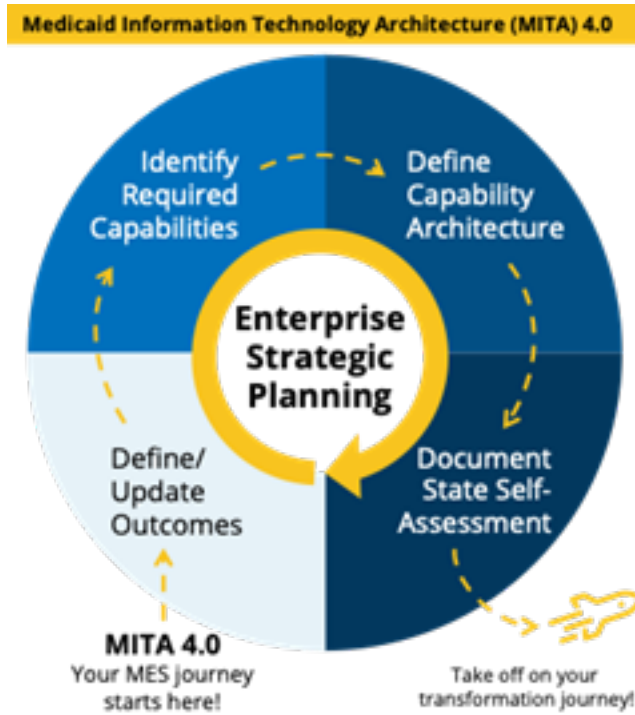 Medicaid Information Technology Architecture (MITA) 4.0
Identify
Required
Capabilities
Define
Capability
Architecture
Enterprise
Strategic
Planning
Define/
Update
Outcomes
Document
State Self-
Assessment
MITA 4.0
Your MES journey
starts here!
Take off on your
transformation journey!